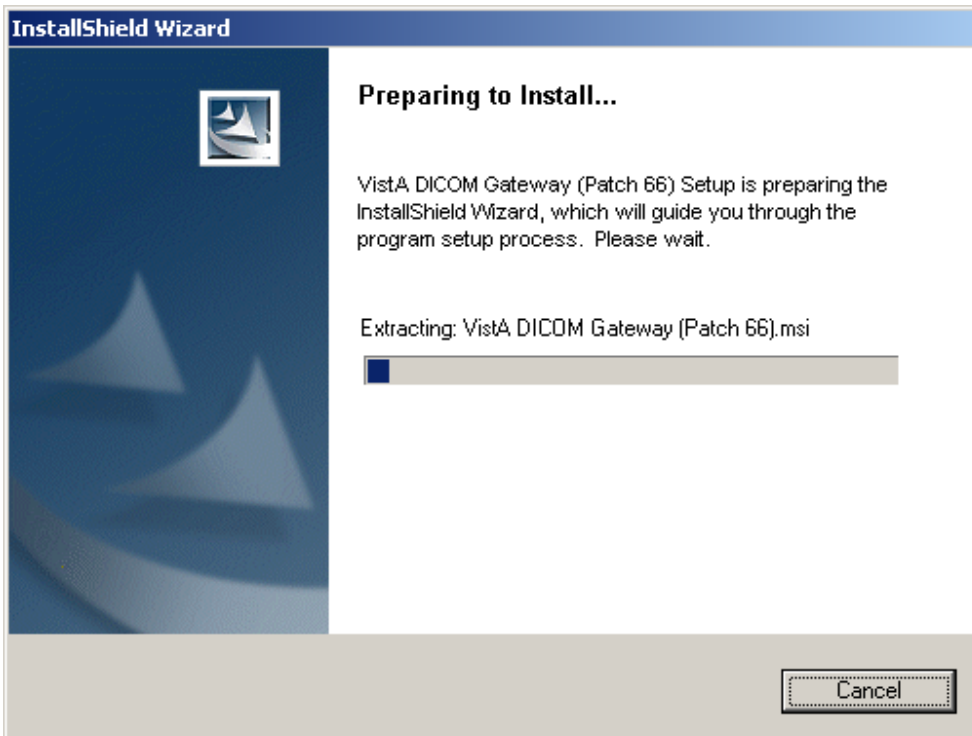 InstallShield Wizard
Preparing to Install...
VistA DICOM Gateway (Patch 66) Setup is preparing the
InstallShield Wizard, which will guide you through the
program setup process. Please wait.
Extracting: VistA DICOM Gateway (Patch 66).msi
Cancel